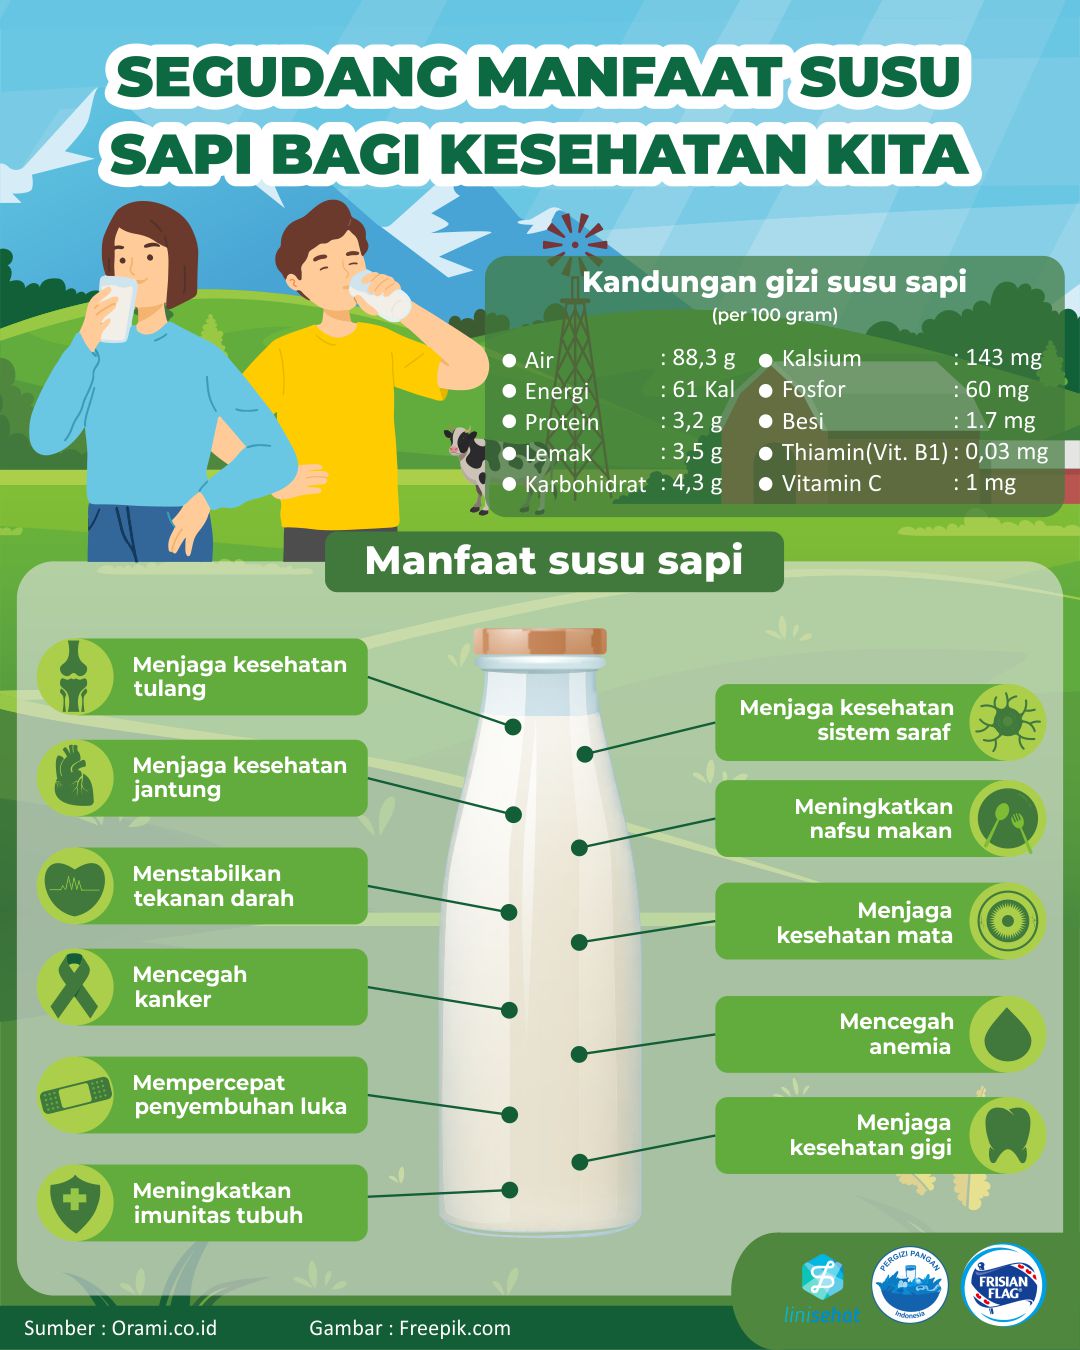 SEGUDANG MANFAAT SUSU
SAPI BAGI KESEHATAN KITA
Kandungan gizi susu sapi
(per 100 gram)
Air : 88,3 g
Energi : 61 Kal
Protein : 3,2 g
Lemak : 3,5 g
Karbohidrat : 4,3 g
Kalsium : 143 mg
Fosfor : 60 mg
Besi : 1.7 mg
Thiamin(Vit. B1) : 0,03 mg
Vitamin C : 1 mg
Manfaat susu sapi
Menjaga kesehatan
tulang
Menjaga kesehatan
jantung
Menstabilkan
tekanan darah
Mencegah
kanker
Mempercepat
penyembuhan luka
Meningkatkan
imunitas tubuh
Menjaga kesehatan
sistem saraf
Meningkatkan
nafsu makan
Menjaga
kesehatan mata
Mencegah
anemia
Menjaga
kesehatan gigi
Sumber : Orami.co.id
Gambar : Freepik.com
linisehat
PERGIZI PANGAN
Indonesia
FRISIAN
FLAG